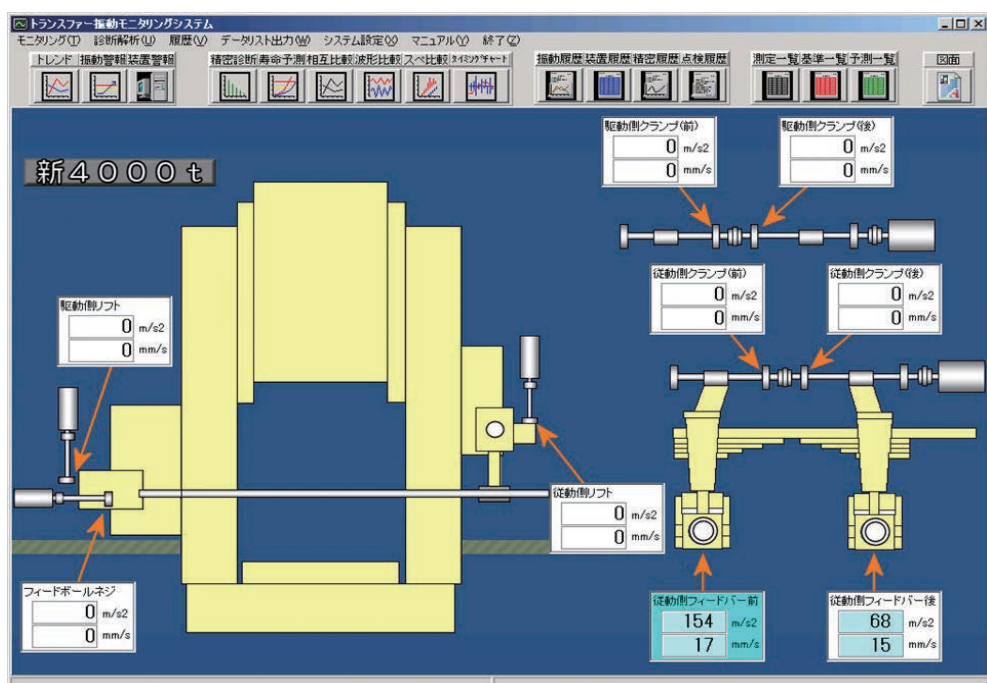 トランスファー振動モニタリングシステム
モニタリング(T) 診断解析(U) 履歴(V) データリスト出力(W) システム設定(X) マニュアル(Y) 終了(Z)
トレンド 振動警報 装置警報 精密診断 寿命予測 相互比較 波形比較 スペ比較 タイミングチャート 振動履歴 装置履歴 精密履歴 点検履歴 測定一覧 基準一覧 予測一覧 図面
新4000t
駆動側クランプ(前)
0 m/s2
0 mm/s
駆動側クランプ(後)
0 m/s2
0 mm/s
従動側クランプ(前)
0 m/s2
0 mm/s
従動側クランプ(後)
0 m/s2
0 mm/s
駆動側リフト
0 m/s2
0 mm/s
従動側リフト
0 m/s2
0 mm/s
フィードボールネジ
0 m/s2
0 mm/s
従動側フィードバー前
154 m/s2
17 mm/s
従動側フィードバー後
68 m/s2
15 mm/s